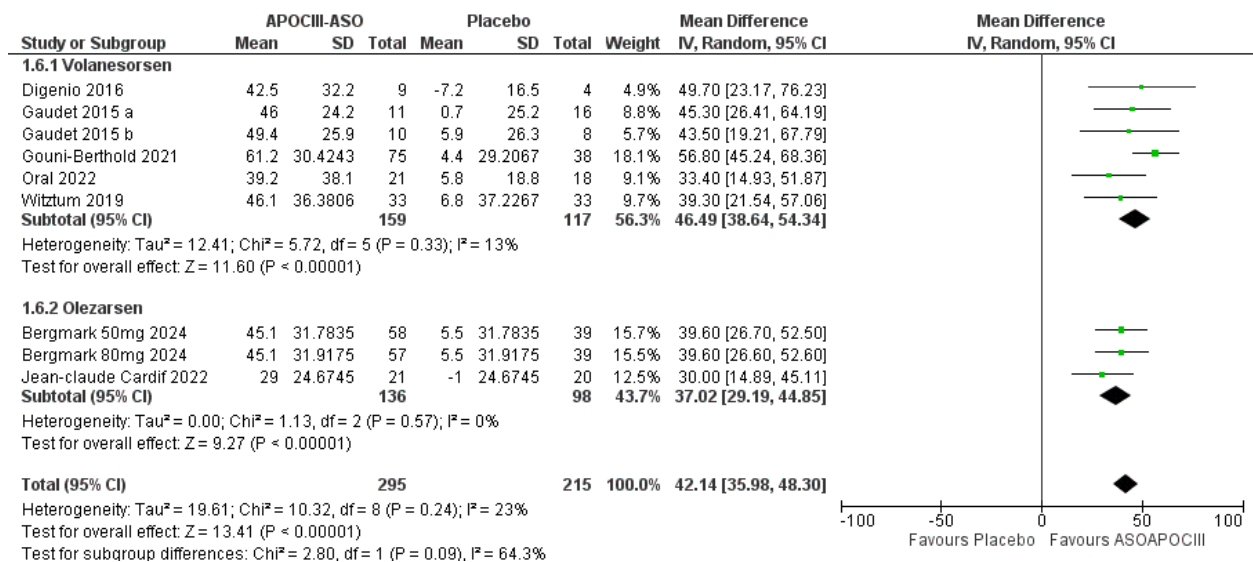 APOCIII-ASO Placebo Mean Difference Mean Difference
Study or Subgroup Mean SD Total Mean SD Total Weight IV, Random, 95% CI IV, Random, 95% CI
1.6.1 Volanesorsen
Digenio 2016 42.5 32.2 9 -7.2 16.5 4 4.9% 49.70 [23.17, 76.23]
Gaudet 2015 a 46 24.2 11 0.7 25.2 16 8.8% 45.30 [26.41, 64.19]
Gaudet 2015 b 49.4 25.9 10 5.9 26.3 8 5.7% 43.50 [19.21, 67.79]
Gouni-Berthold 2021 61.2 30.4243 75 4.4 29.2067 38 18.1% 56.80 [45.24, 68.36]
Oral 2022 39.2 38.1 21 5.8 18.8 18 9.1% 33.40 [14.93, 51.87]
Witztum 2019 46.1 36.3806 33 6.8 37.2267 33 9.7% 39.30 [21.54, 57.06]
Subtotal (95% CI) 159 117 56.3% 46.49 [38.64, 54.34]
Heterogeneity: Tau² = 12.41; Chi² = 5.72, df = 5 (P = 0.33); I² = 13%
Test for overall effect: Z = 11.60 (P < 0.00001)
1.6.2 Olezarsen
Bergmark 50mg 2024 45.1 31.7835 58 5.5 31.7835 39 15.7% 39.60 [26.70, 52.50]
Bergmark 80mg 2024 45.1 31.9175 57 5.5 31.9175 39 15.5% 39.60 [26.60, 52.60]
Jean-claude Cardif 2022 29 24.6745 21 -1 24.6745 20 12.5% 30.00 [14.89, 45.11]
Subtotal (95% CI) 136 98 43.7% 37.02 [29.19, 44.85]
Heterogeneity: Tau² = 0.00; Chi² = 1.13, df = 2 (P = 0.57); I² = 0%
Test for overall effect: Z = 9.27 (P < 0.00001)
Total (95% CI) 295 215 100.0% 42.14 [35.98, 48.30]
Heterogeneity: Tau² = 19.61; Chi² = 10.32, df = 8 (P = 0.24); I² = 23%
Test for overall effect: Z = 13.41 (P < 0.00001)
Test for subgroup differences: Chi² = 2.80, df = 1 (P = 0.09), I² = 64.3%
-100 -50 0 50 100
Favours Placebo Favours ASOAPOCIII